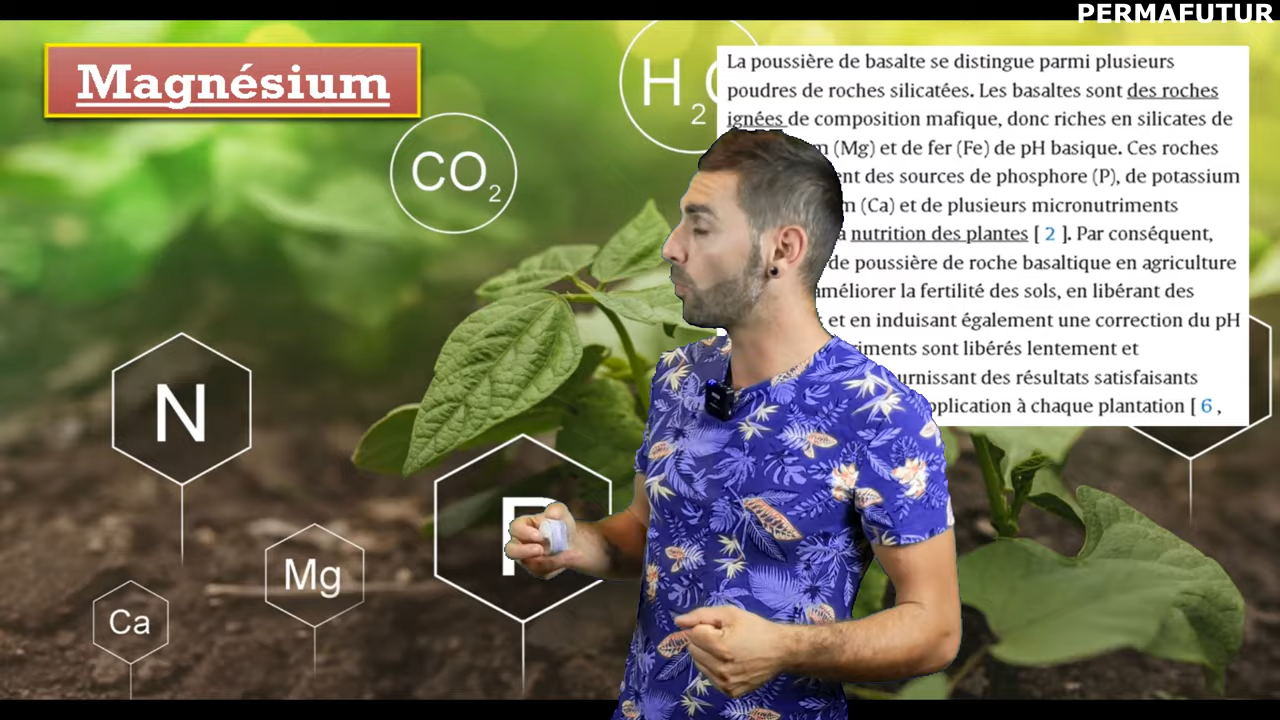 PERMAFUTUR
Magnésium
H
2
CO2
La poussière de basalte se distingue parmi plusieurs
poudres de roches silicatées. Les basaltes sont des roches
ignées de composition mafique, donc riches en silicates de
(Mg) et de fer (Fe) de pH basique. Ces roches
des sources de phosphore (P), de potassium
(Ca) et de plusieurs micronutriments
nutrition des plantes [ 2 ]. Par conséquent,
de poussière de roche basaltique en agriculture
améliorer la fertilité des sols, en libérant des
et en induisant également une correction du pH
sont libérés lentement et
des résultats satisfaisants
à chaque plantation [ 6 ,
N
P
Mg
Ca